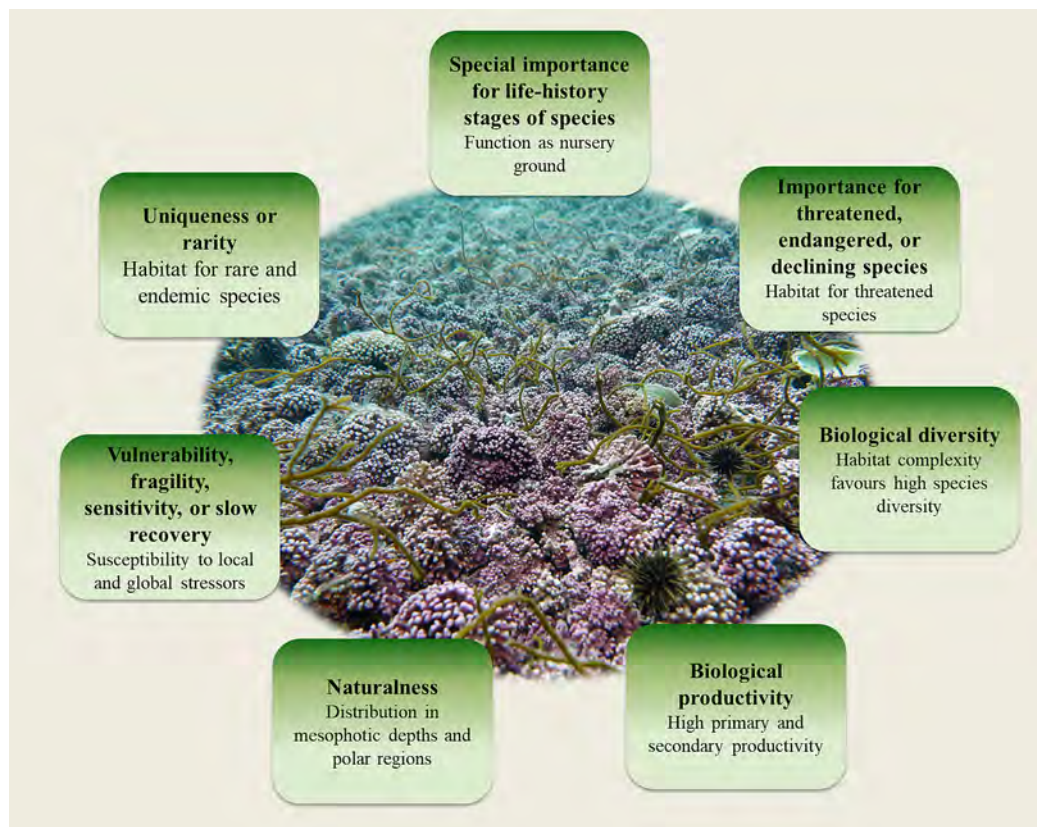 Special importance
for life-history
stages of species
Function as nursery
ground
Importance for
threatened,
endangered, or
declining species
Habitat for threatened
species
Biological diversity
Habitat complexity
favours high species
diversity
Biological
productivity
High primary and
secondary productivity
Naturalness
Distribution in
mesophotic depths and
polar regions
Vulnerability,
fragility,
sensitivity, or slow
recovery
Susceptibility to local
and global stressors
Uniqueness or
rarity
Habitat for rare and
endemic species